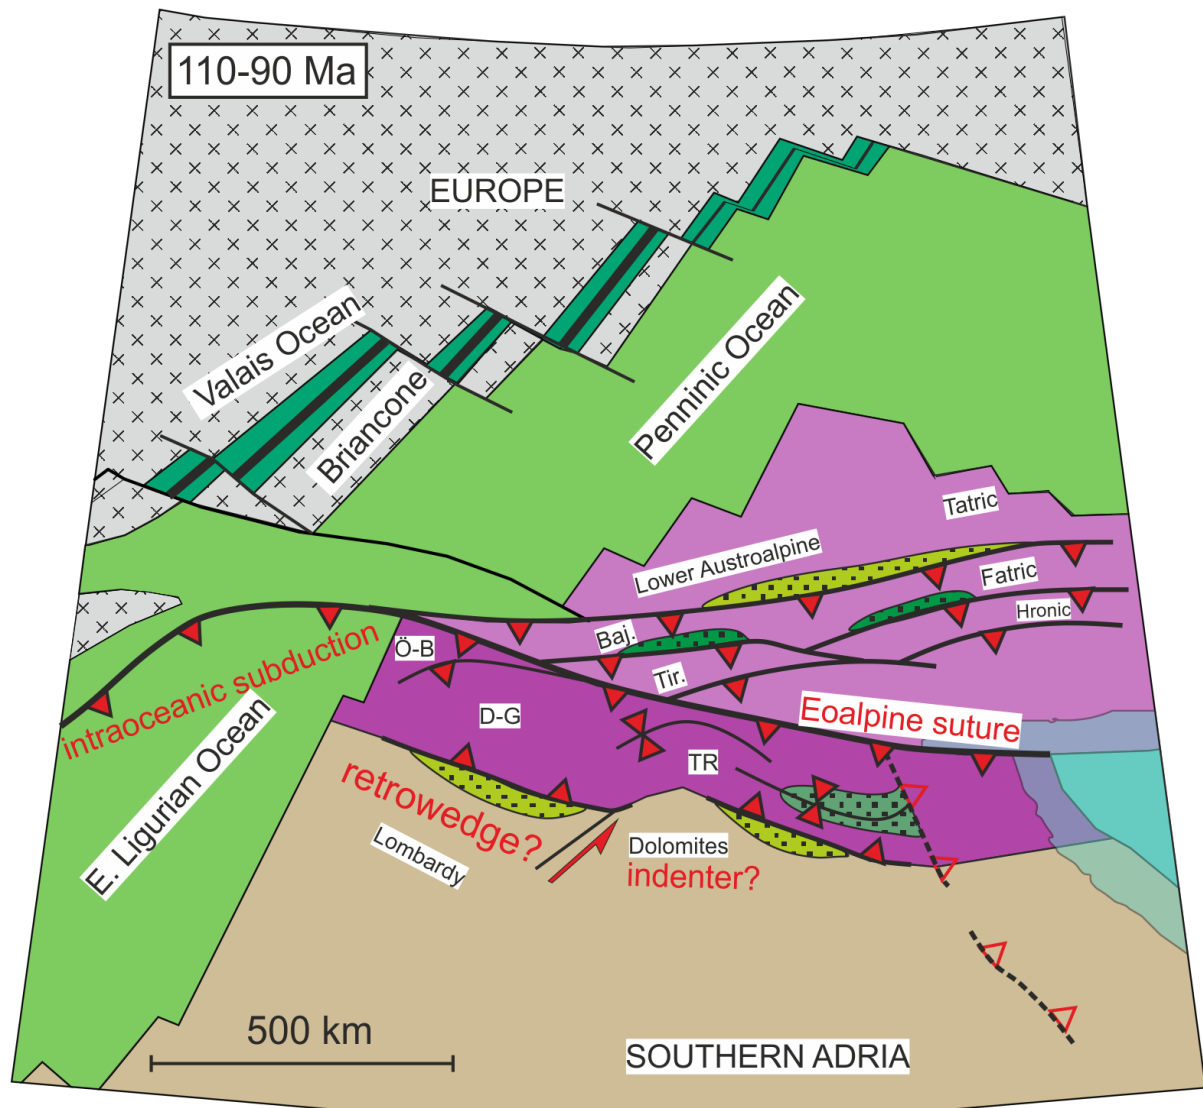 110-90 Ma
EUROPE
Valais Ocean
Briancone
Penninic Ocean
Tatric
Lower Austroalpine
Fatric
Hronic
Baj.
Ö-B
Tir.
intraoceanic subduction
Eoalpine suture
D-G
E. Ligurian Ocean
TR
retrowedge?
Lombardy
Dolomites
indenter?
500 km
SOUTHERN ADRIA